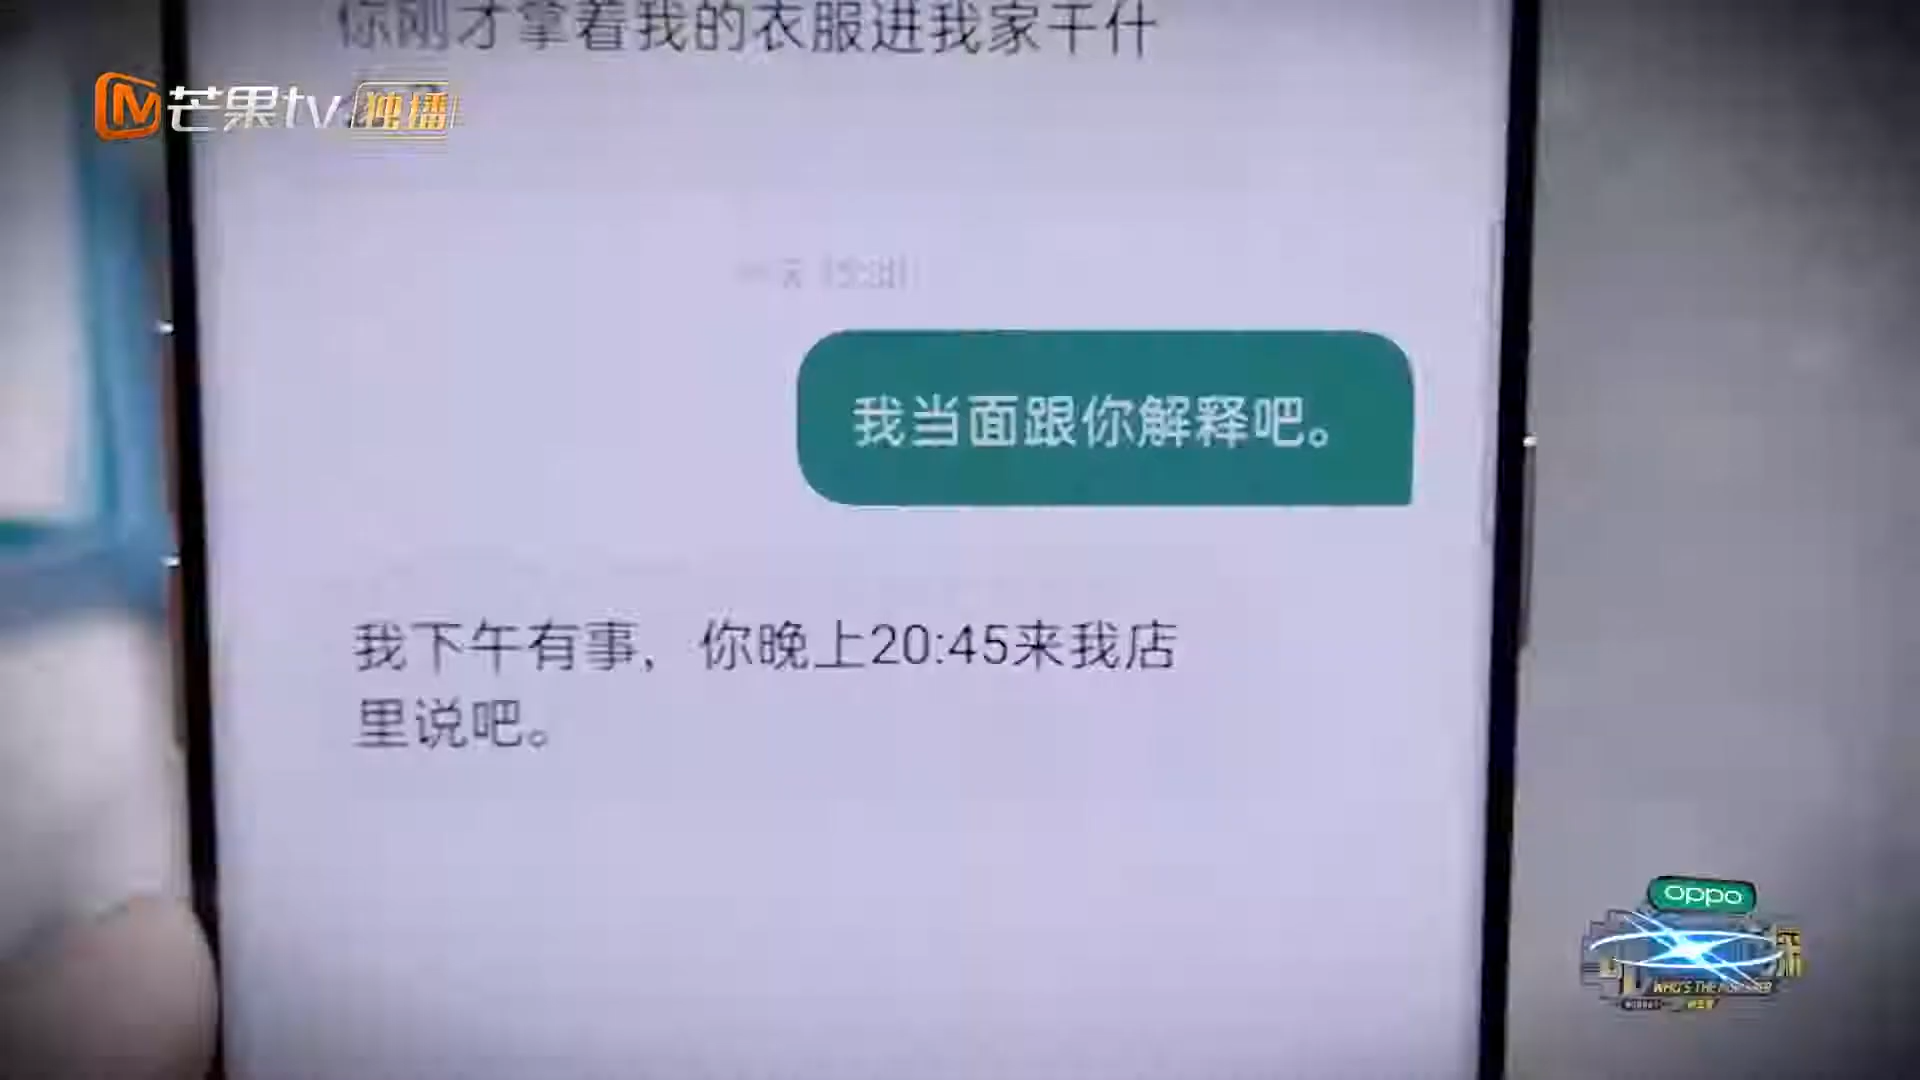 你刚才拿着我的衣服进我家干什
芒果tv独播
我当面跟你解释吧。
我下午有事，你晚上20:45来我店
里说吧。
oppo